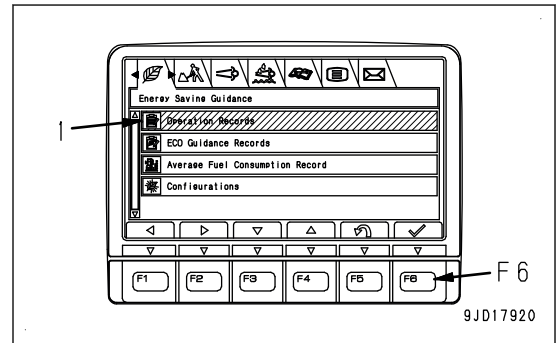 Energy Saving Guidance
1
Operation Records
ECO Guidance Records
Average Fuel Consumption Record
Configurations
F1 F2 F3 F4 F5 F6
F6
9JD17920